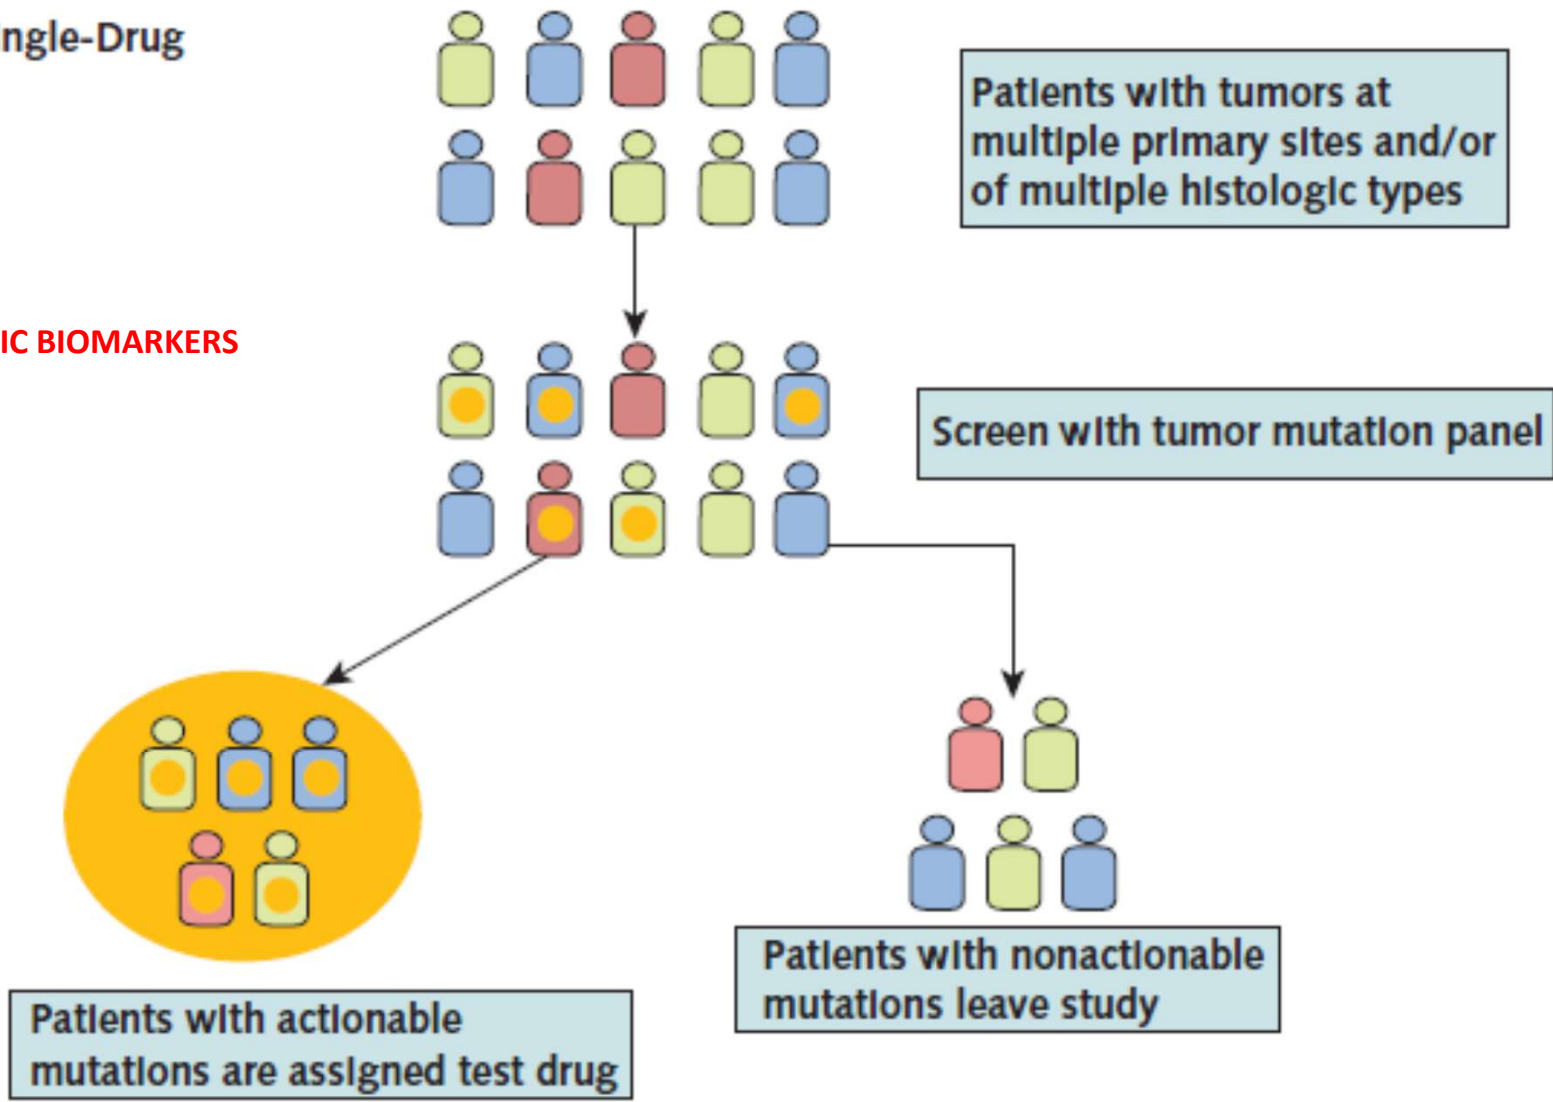 ngle-Drug
Patients with tumors at
multiple primary sites and/or
of multiple histologic types
IC BIOMARKERS
Screen with tumor mutation panel
Patients with nonactionable
mutations leave study
Patients with actionable
mutations are assigned test drug